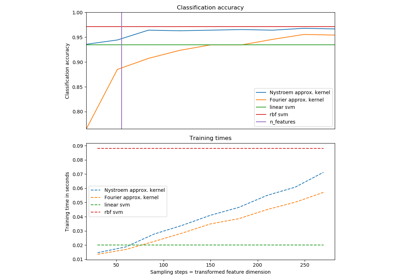 Classification accuracy
1.00
0.95
0.90
0.85
0.80
Classification accuracy
Nystroem approx. kernel
Fourier approx. kernel
linear svm
rbf svm
n_features
Training times
0.09
0.08
0.07
0.06
0.05
0.04
0.03
0.02
0.01
Training time in seconds
Nystroem approx. kernel
Fourier approx. kernel
linear svm
rbf svm
50
100
150
200
250
Sampling steps = transformed feature dimension